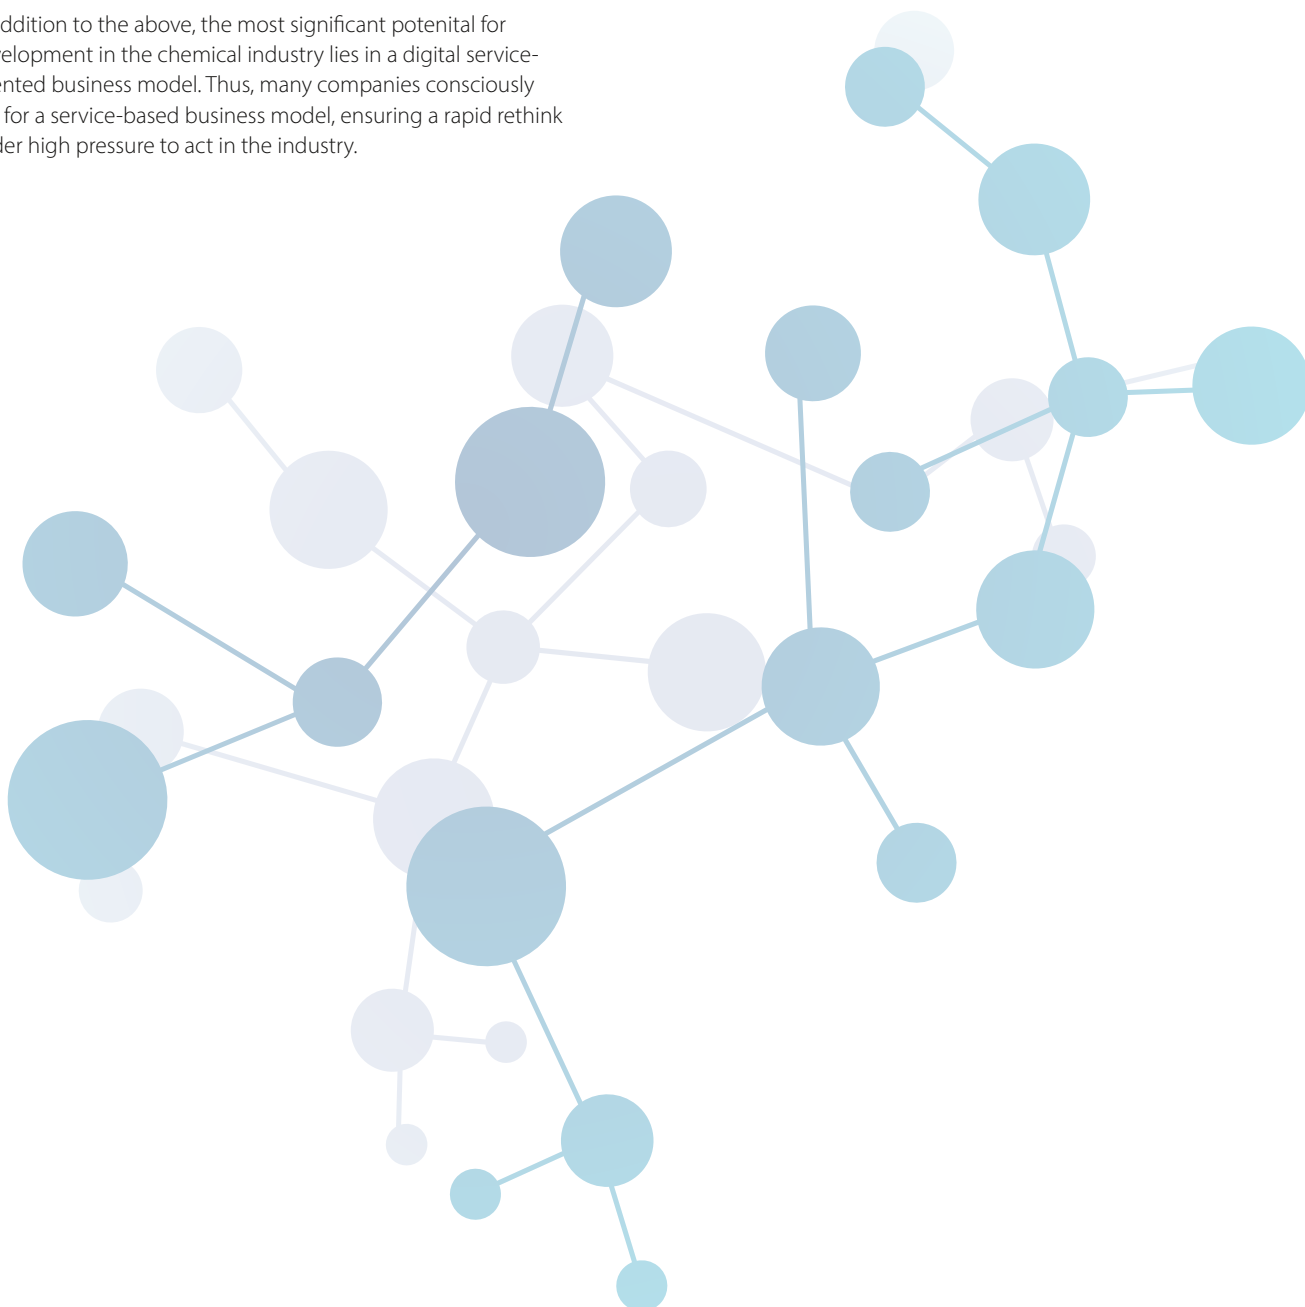 ddition to the above, the most significant potenital for
velopment in the chemical industry lies in a digital service-
ented business model. Thus, many companies consciously
for a service-based business model, ensuring a rapid rethink
der high pressure to act in the industry.